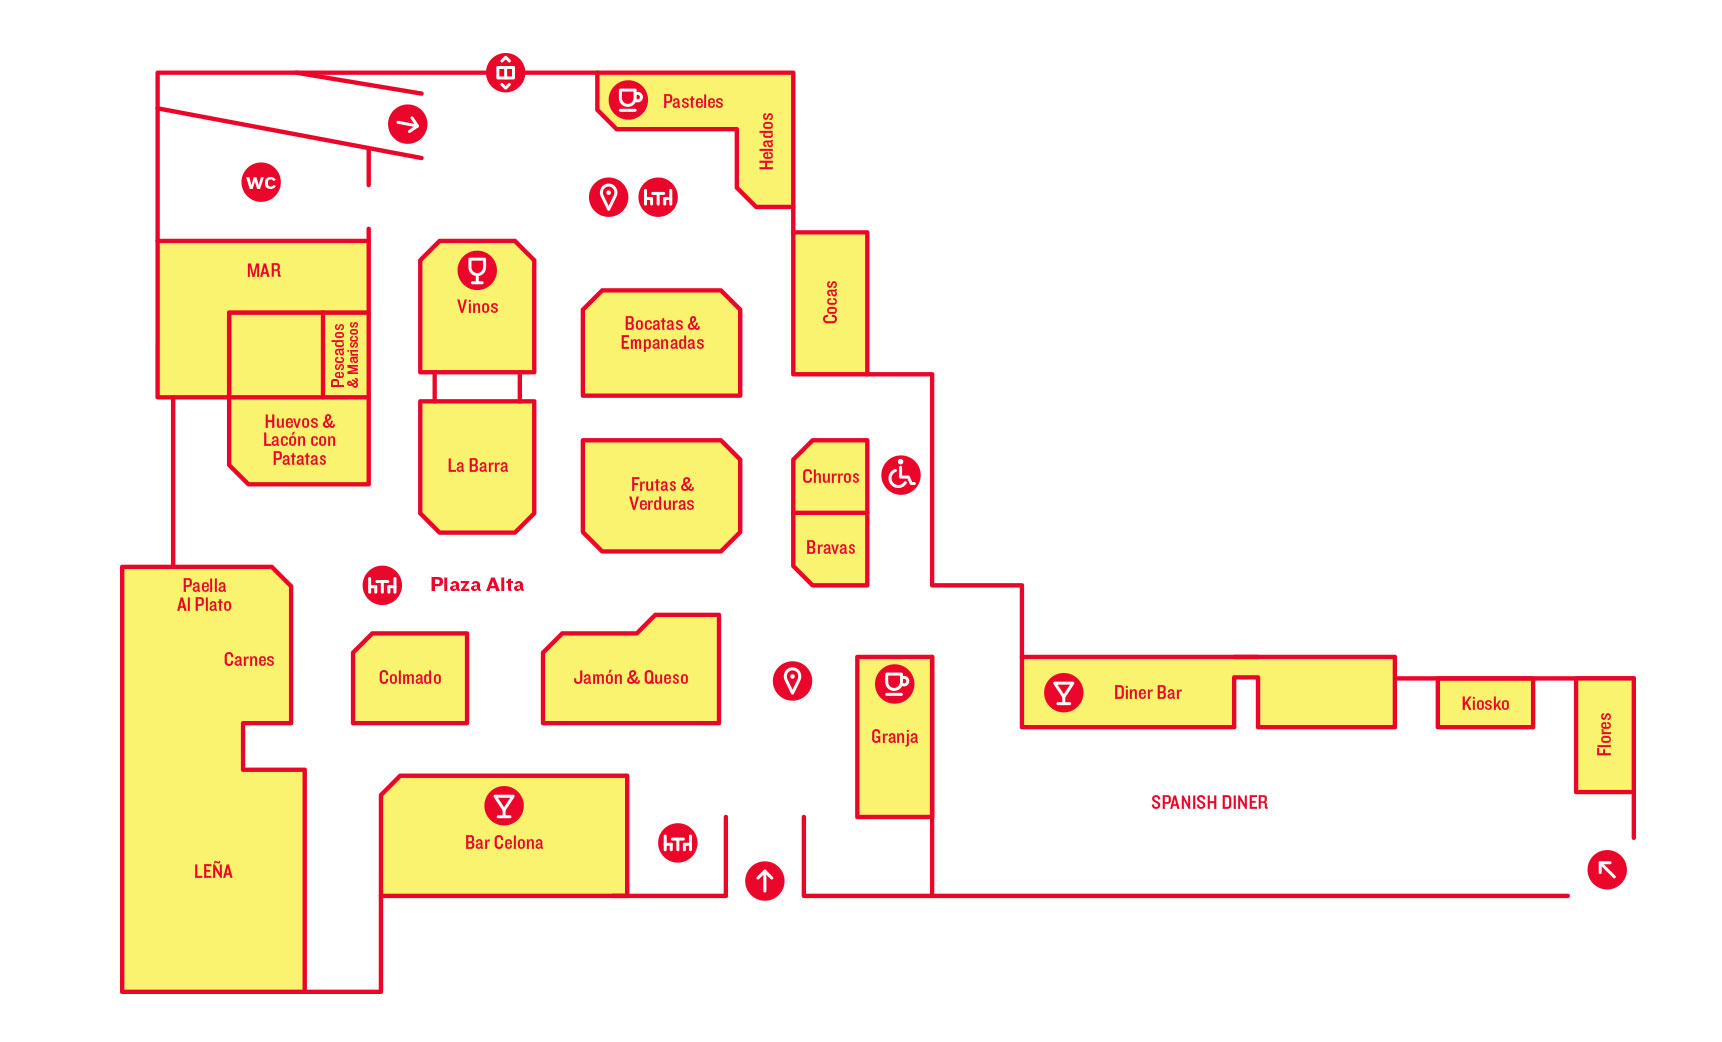 Pasteles
Helados
WC
MAR
Vinos
Cocas
Bocatas &
Empanadas
Pescados
& Mariscos
Huevos &
Lacón con
Patatas
La Barra
Frutas &
Verduras
Churros
Bravas
Paella
Al Plato
Plaza Alta
Carnes
Colmado
Jamón & Queso
Diner Bar
Kiosko
Flores
Granja
SPANISH DINER
Bar Celona
LEÑA